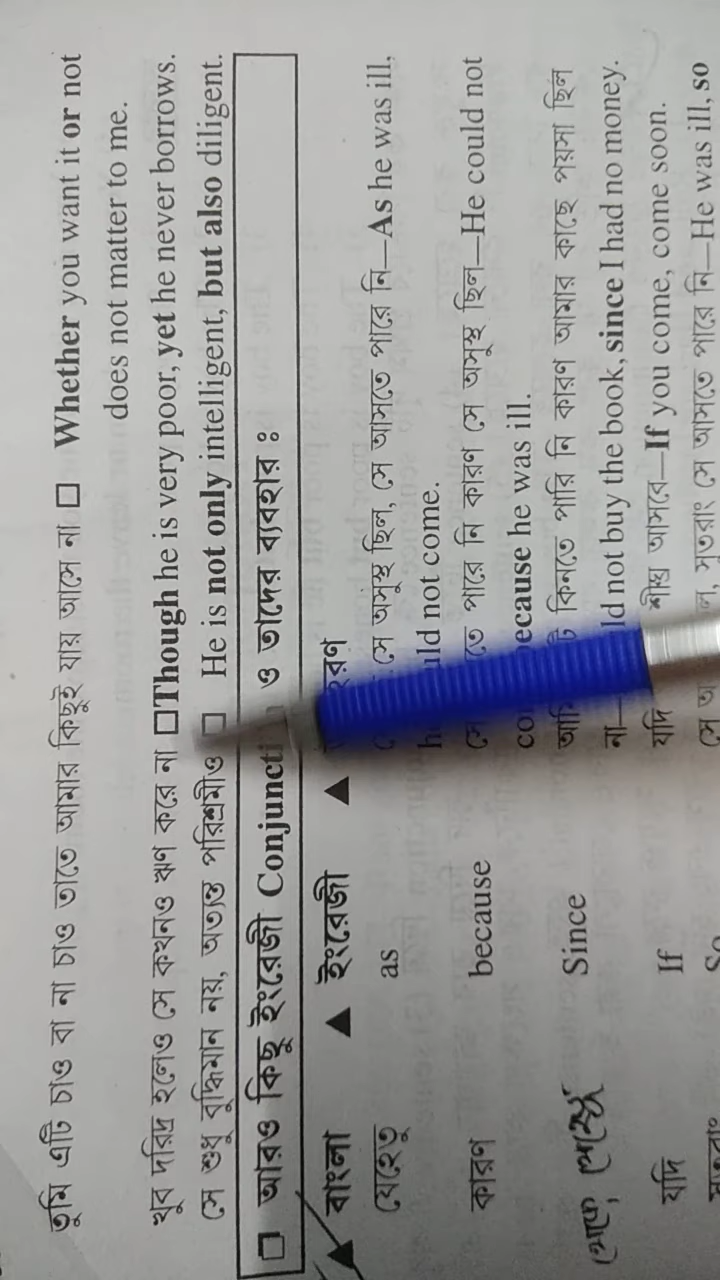 তুমি এটি চাও বা না চাও তাতে আমার কিছুই যায় আসে না □ Whether you want it or not
does not matter to me.
খুব দরিদ্র হলেও সে কখনও ঋণ করে না □Though he is very poor, yet he never borrows.
সে শুধু বুদ্ধিমান নয়, অত্যন্ত পরিশ্রমীও □ He is not only intelligent, but also diligent.
□ আরও কিছু ইংরেজী Conjuncti ও তাদের ব্যবহার ঃ
▲ বাংলা ▲ ইংরেজী ▲
যেহেতু as সে অসুস্থ ছিল, সে আসতে পারে নি—As he was ill,
uld not come.
কারণ because তে পারে নি কারণ সে অসুস্থ ছিল—He could not
ecause he was ill.
থেকে, Since টি কিনতে পারি নি কারণ আমার কাছে পয়সা ছিল
না— ld not buy the book, since I had no money.
যদি If যদি শীঘ্র আসবে—If you come, come soon.
সুতরাং So সে অ ল, সুতরাং সে আসতে পারে নি—He was ill, so